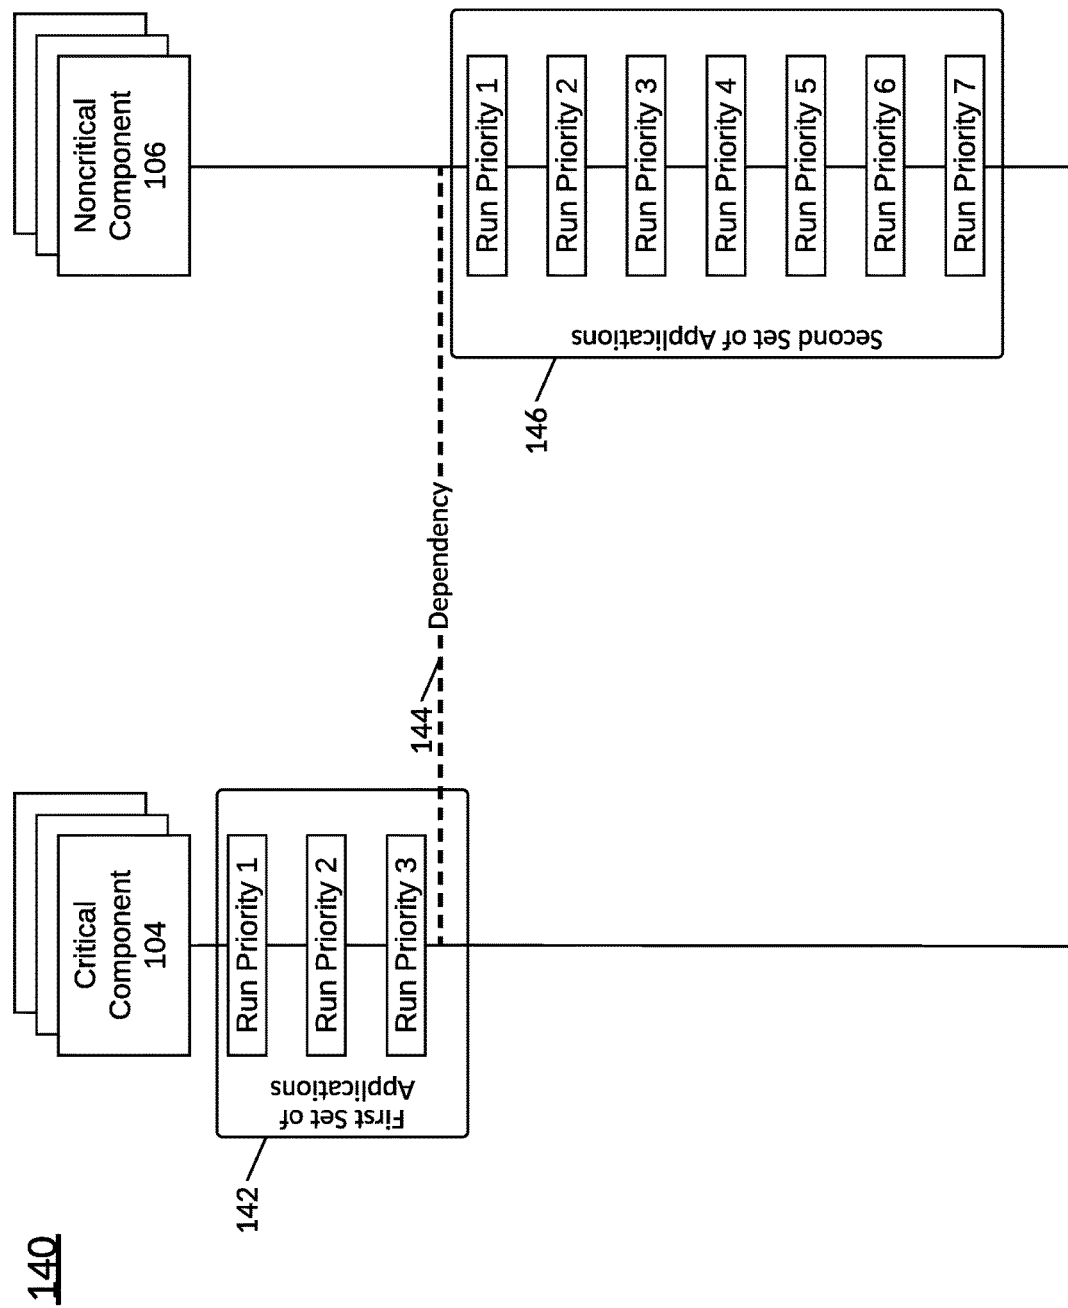 140
Critical
Component
104
Noncritical
Component
106
142
First Set of
Applications
Run Priority 1
Run Priority 2
Run Priority 3
144
Dependency
146
Second Set of Applications
Run Priority 1
Run Priority 2
Run Priority 3
Run Priority 4
Run Priority 5
Run Priority 6
Run Priority 7